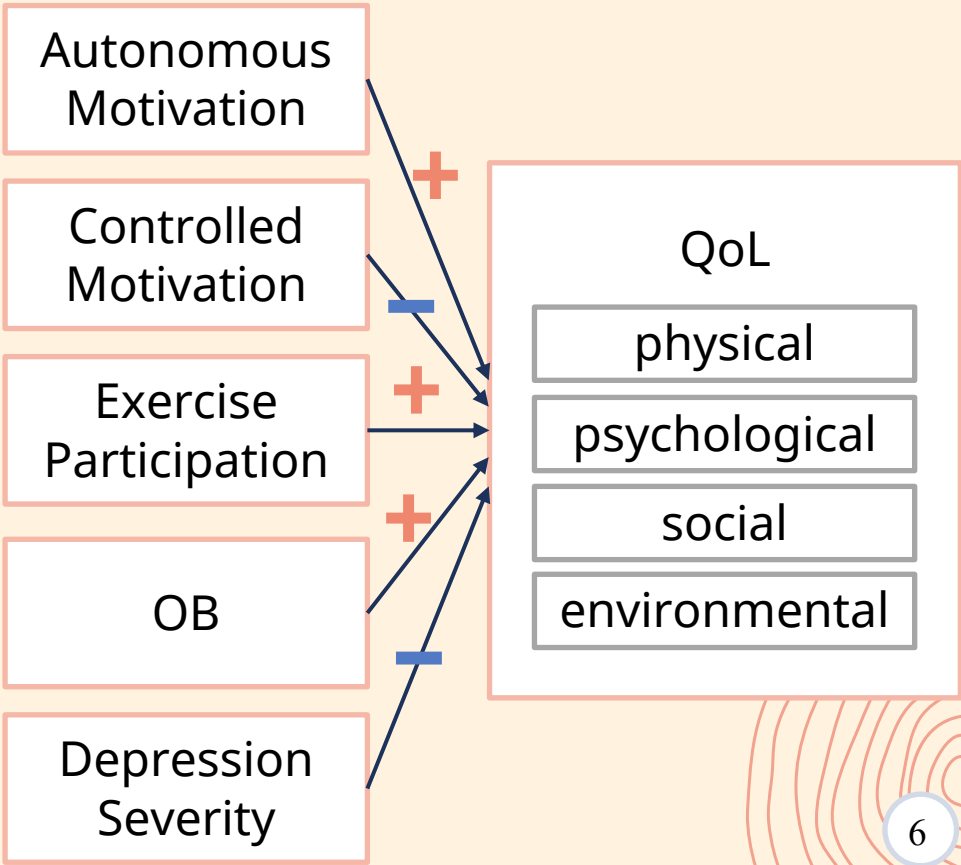 Autonomous
Motivation
Controlled
Motivation
Exercise
Participation
OB
Depression
Severity
+
−
+
+
−
QoL
physical
psychological
social
environmental
6